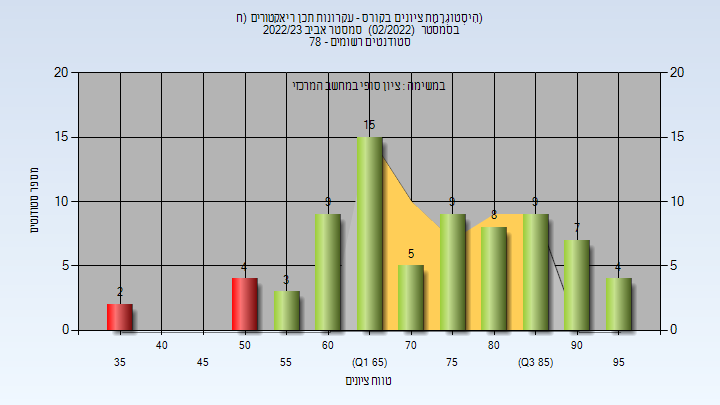 היסטוגרמת ציונים בקורס - עקרונות תכן ריאקטורים (ח)
בסמסטר (02/2022) סמסטר אביב 2022/23
סטודנטים רשומים - 78
במשימה : ציון סופי במחשב המרכזי
20 20
15 15
10 10
5 5
0 0
2 4 3 9 15 5 9 8 9 7 4
מספר סטודנטים
40 50 60 70 80 90
35 45 55 (Q1 65) 75 (Q3 85) 95
טווח ציונים